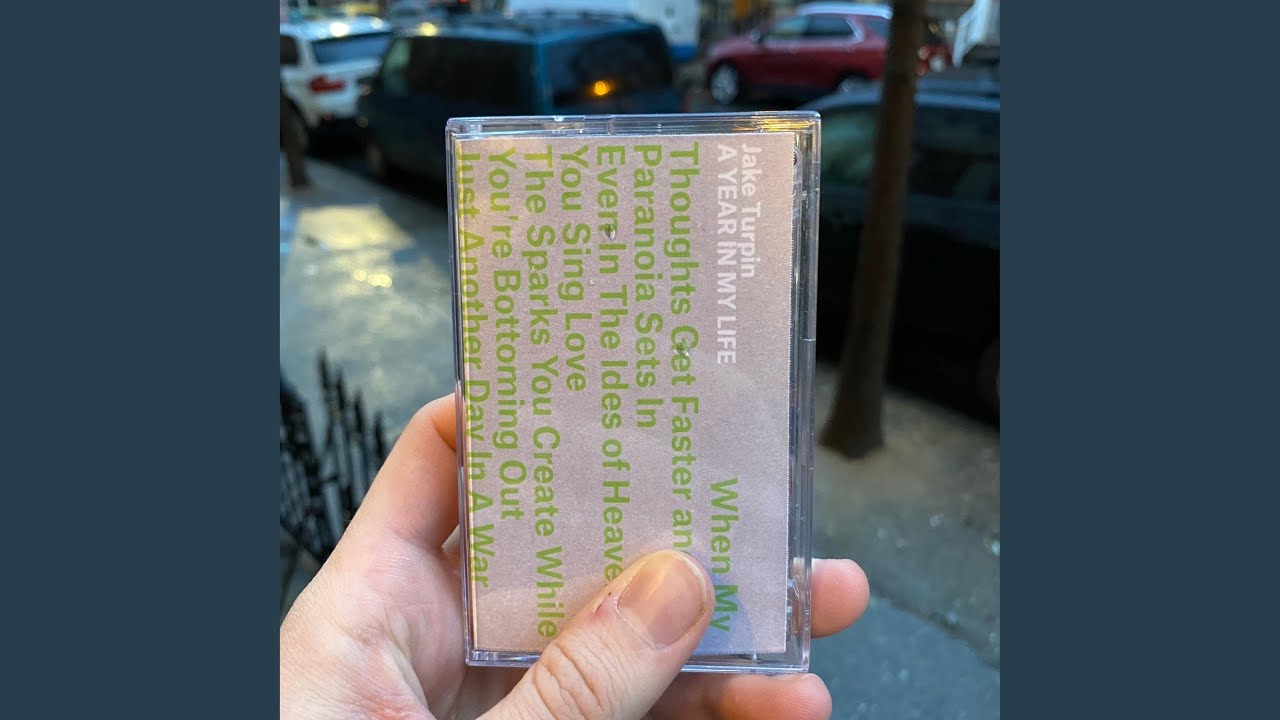 Jake Turpin
A YEAR IN MY LIFE
When My
Thoughts Get Faster an
Paranoia Sets In
Even In The Ides of Heave
You Sing Love
The Sparks You Create While
You're Bottoming Out
Just Another Day In A War